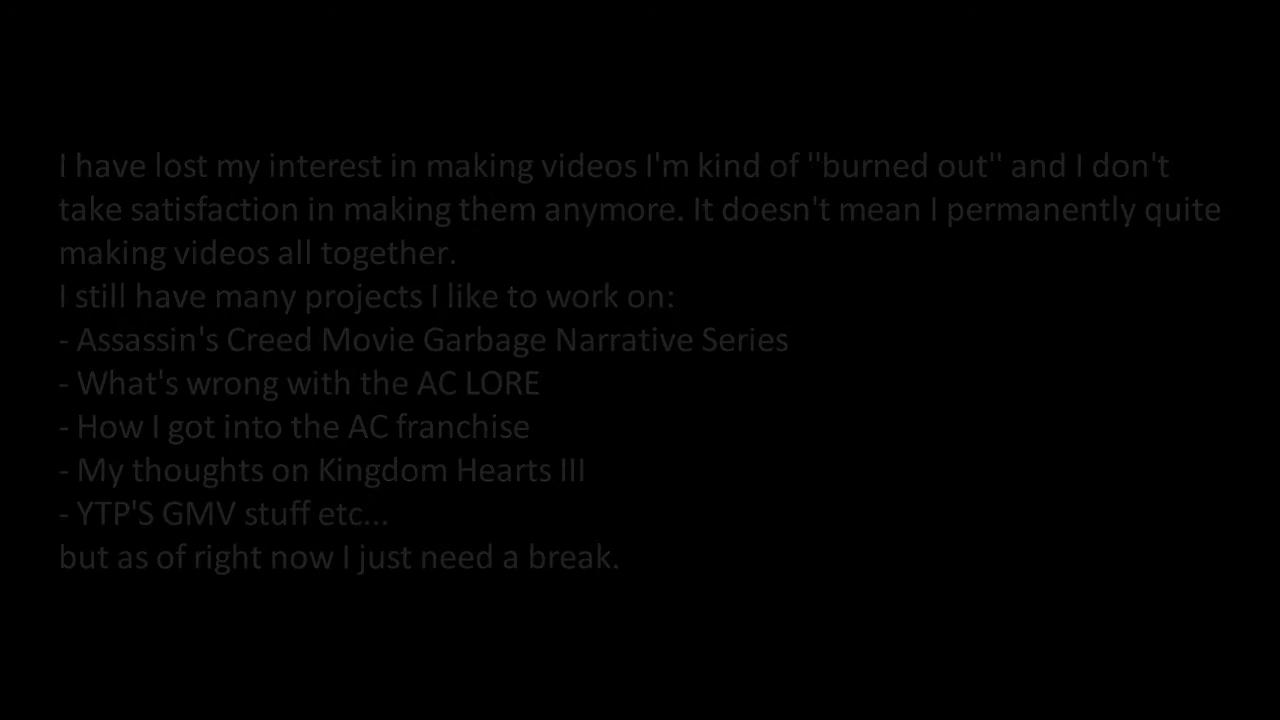 I have lost my interest in making videos I'm kind of "burned out" and I don't
take satisfaction in making them anymore. It doesn't mean I permanently quite
making videos all together.
I still have many projects I like to work on:
- Assassin's Creed Movie Garbage Narrative Series
- What's wrong with the AC LORE
- How I got into the AC franchise
- My thoughts on Kingdom Hearts III
- YTP'S GMV stuff etc...
but as of right now I just need a break.